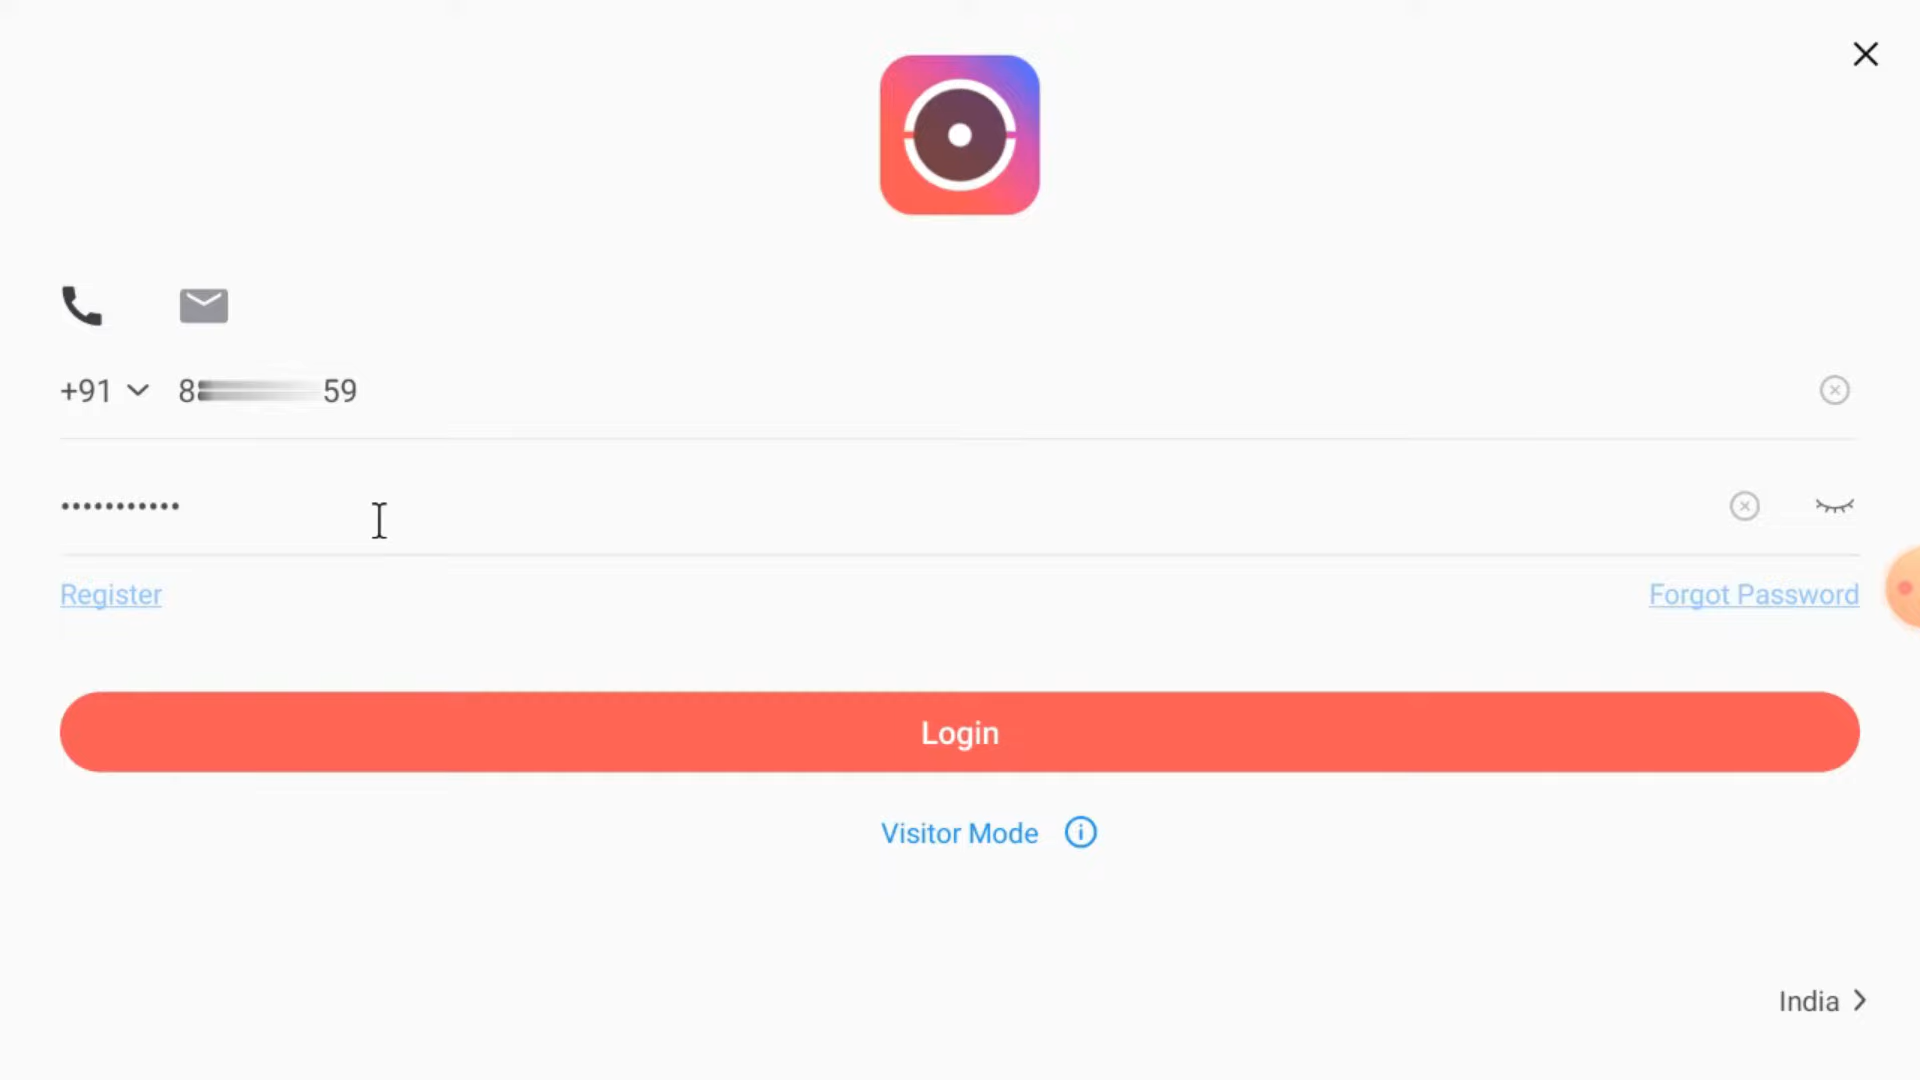 +91 8 59
•••••••••••
Register
Forgot Password
Login
Visitor Mode
India